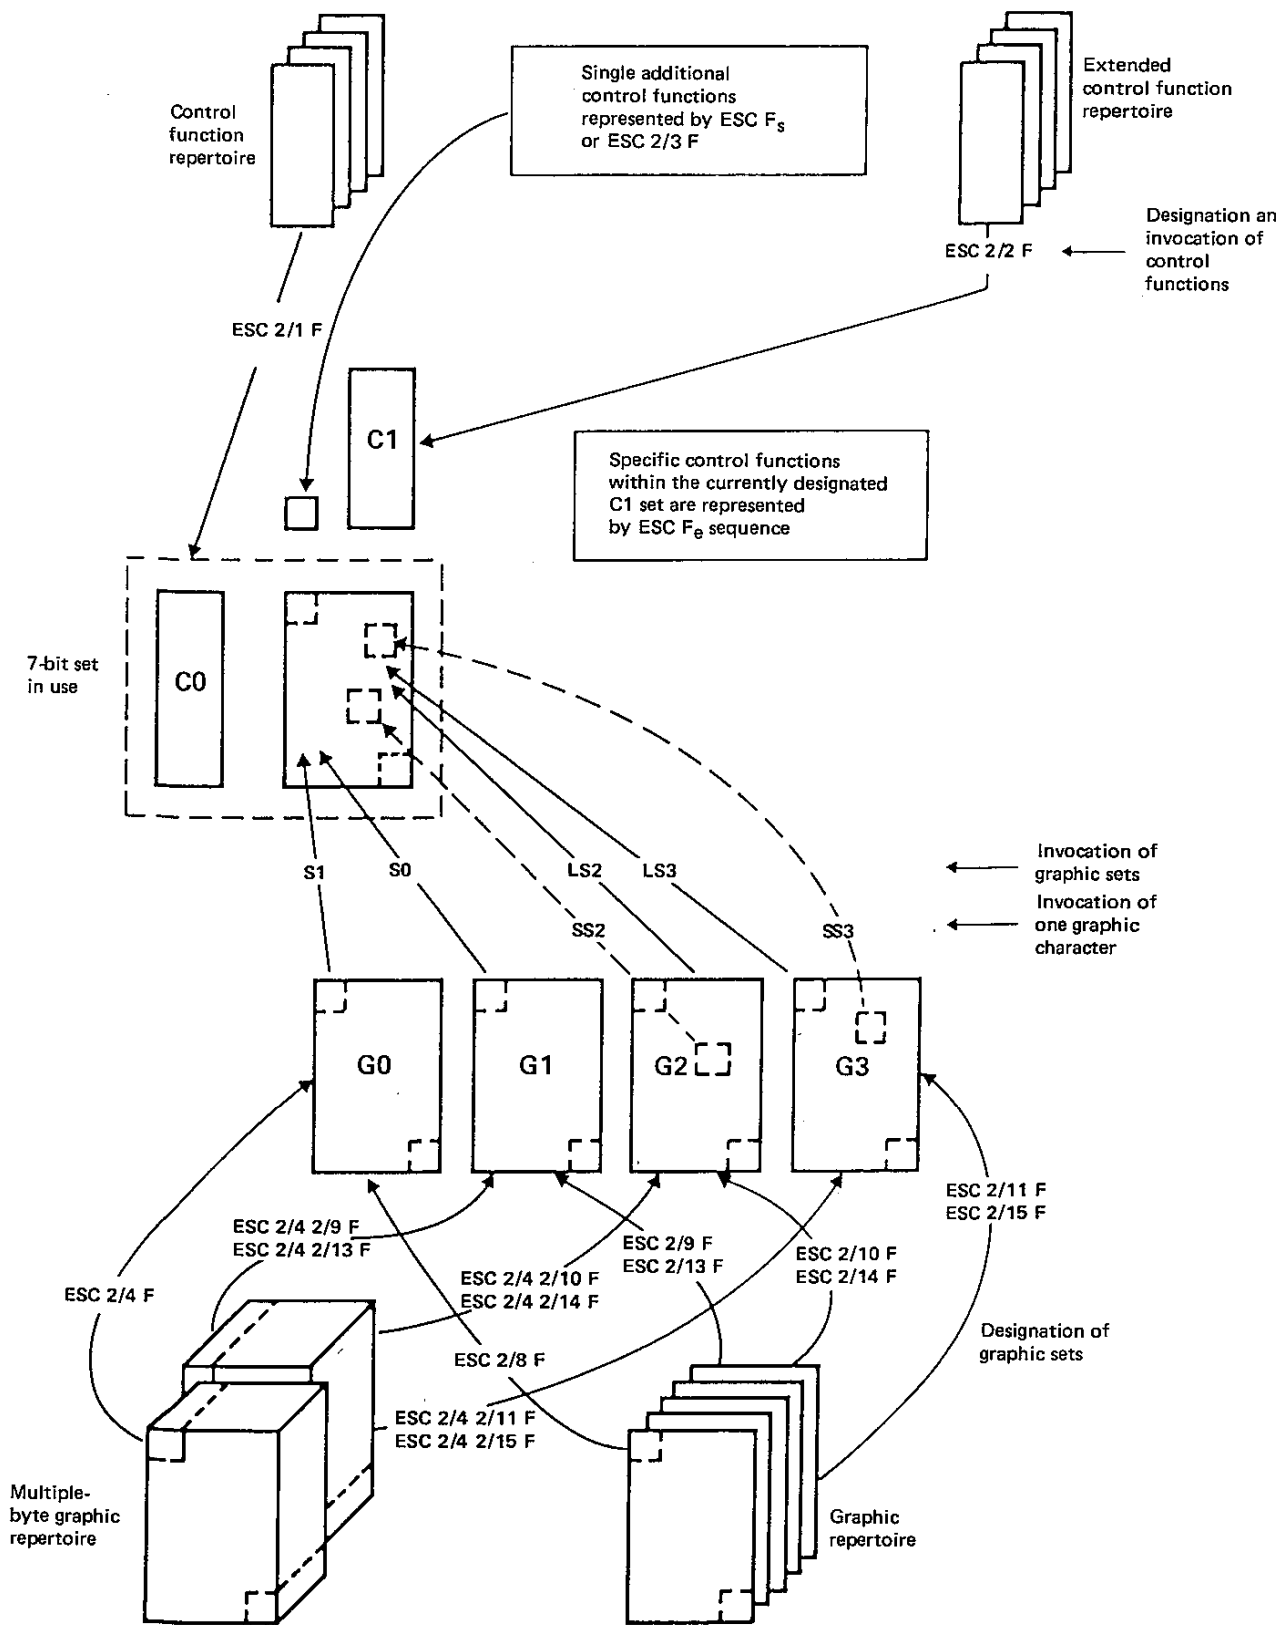 Control
function
repertoire
Single additional
control functions
represented by ESC Fs
or ESC 2/3 F
Extended
control function
repertoire
Designation an
invocation of
control
functions
ESC 2/2 F
ESC 2/1 F
C1
Specific control functions
within the currently designated
C1 set are represented
by ESC Fe sequence
7-bit set
in use
C0
S1
S0
LS2
LS3
SS2
SS3
Invocation of
graphic sets
Invocation of
one graphic
character
G0
G1
G2
G3
ESC 2/4 2/9 F
ESC 2/4 2/13 F
ESC 2/9 F
ESC 2/13 F
ESC 2/11 F
ESC 2/15 F
ESC 2/10 F
ESC 2/14 F
ESC 2/4 F
ESC 2/4 2/10 F
ESC 2/4 2/14 F
ESC 2/8 F
Designation of
graphic sets
ESC 2/4 2/11 F
ESC 2/4 2/15 F
Multiple-
byte graphic
repertoire
Graphic
repertoire